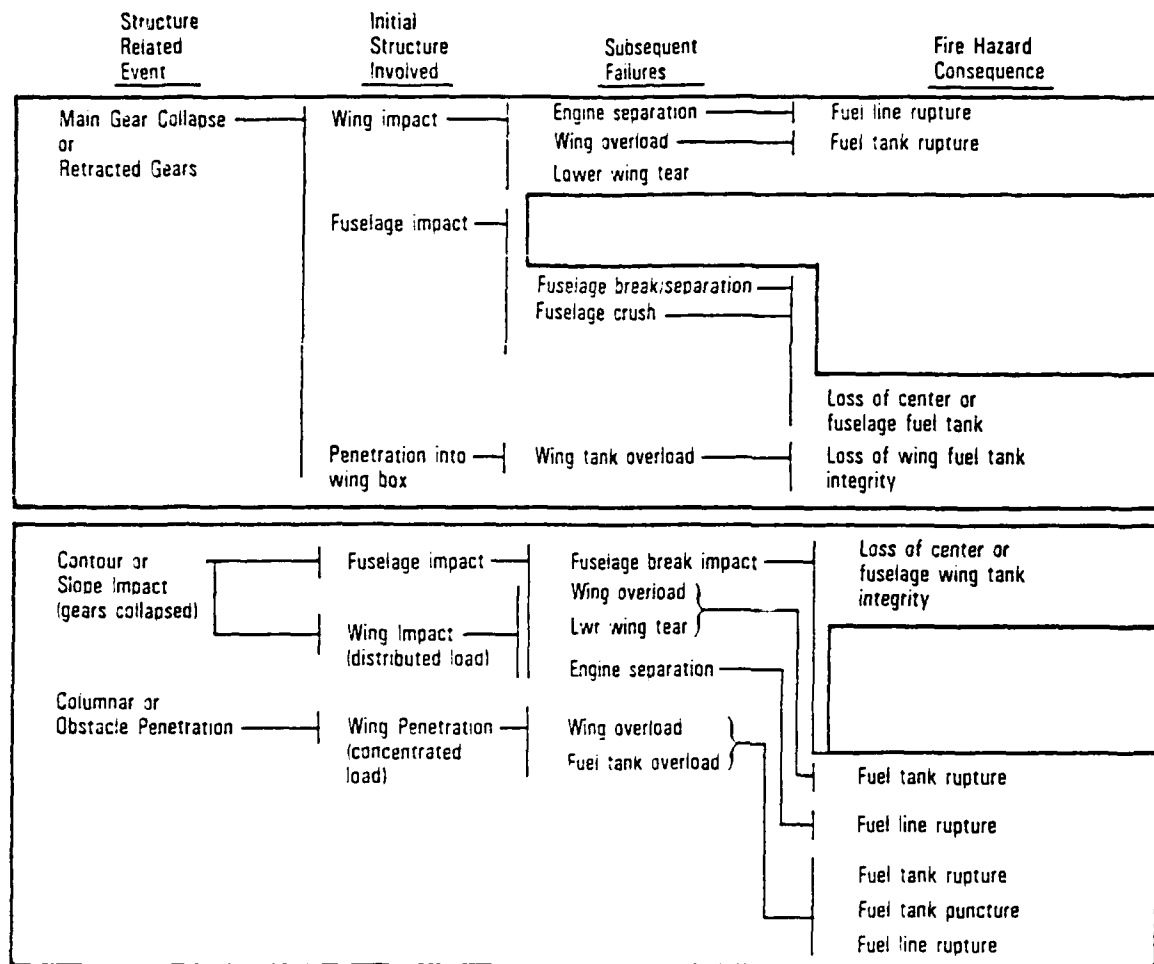 Structure
Related
Event
Initial
Structure
Involved
Subsequent
Failures
Fire Hazard
Consequence
Main Gear Collapse
or
Retracted Gears
Wing impact
Engine separation
Fuel line rupture
Wing overload
Fuel tank rupture
Lower wing tear
Fuselage impact
Fuselage break/separation
Fuselage crush
Loss of center or
fuselage fuel tank
Penetration into
wing box
Wing tank overload
Loss of wing fuel tank
integrity
Contour or
Slope Impact
(gears collapsed)
Fuselage impact
Fuselage break impact
Loss of center or
fuselage wing tank
integrity
Wing Impact
(distributed load)
Wing overload
Lwr wing tear
Engine separation
Columnar or
Obstacle Penetration
Wing Penetration
(concentrated
load)
Wing overload
Fuel tank overload
Fuel tank rupture
Fuel line rupture
Fuel tank rupture
Fuel tank puncture
Fuel line rupture